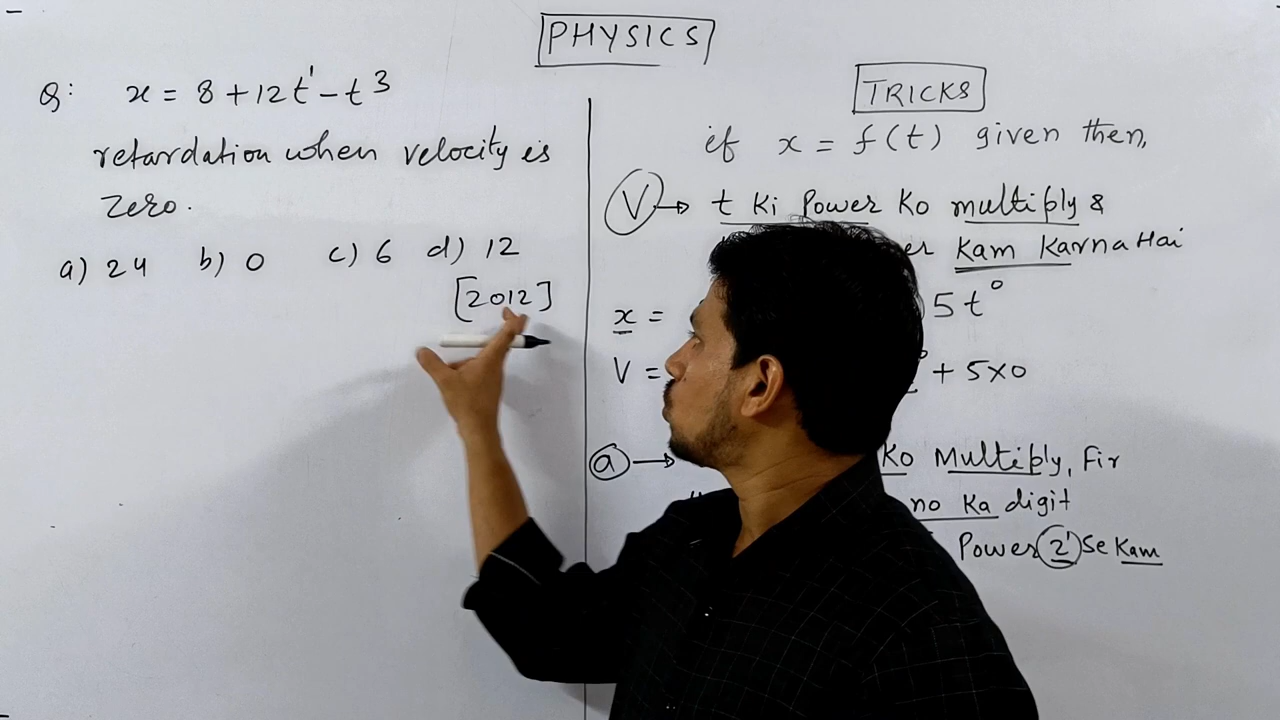 PHYSICS
Q: x = 8 + 12t¹ - t³
retardation when velocity is
zero.
a) 24 b) 0 c) 6 d) 12
[2012]
TRICKS
if x = f(t) given then,
V → t Ki Power Ko multiply &
Kam Karna Hai
x = 5t⁰
V = + 5×0
a → Ko Multiply, Fir
no Ka digit
Power 2' Se Kam